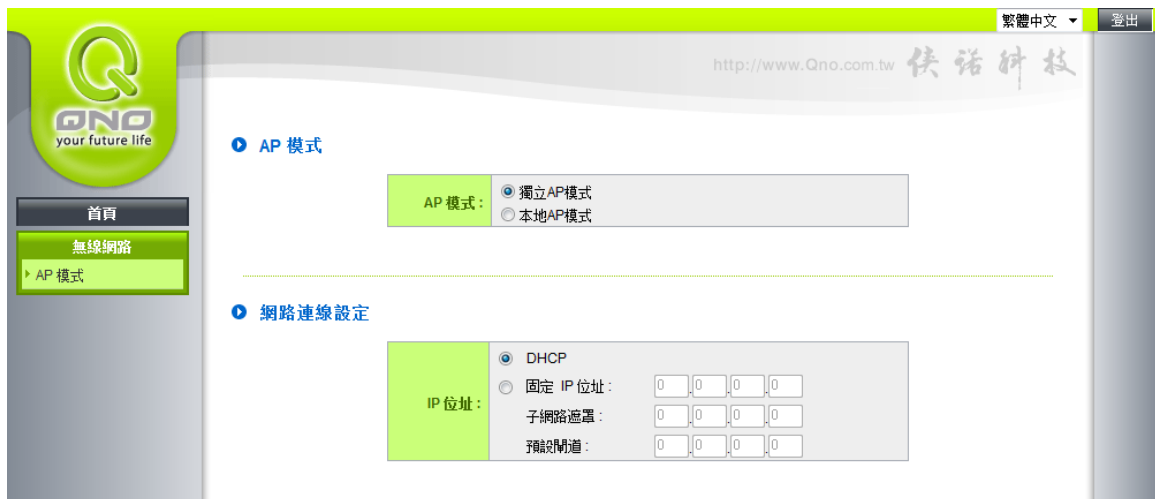 繁體中文
登出
http://www.Qno.com.tw 俠諾科技
QNO
your future life
AP 模式
AP 模式：
獨立AP模式
本地AP模式
首頁
無線網路
AP 模式
網路連線設定
IP 位址：
DHCP
固定 IP 位址： 0.0.0.0
子網路遮罩： 0.0.0.0
預設閘道： 0.0.0.0